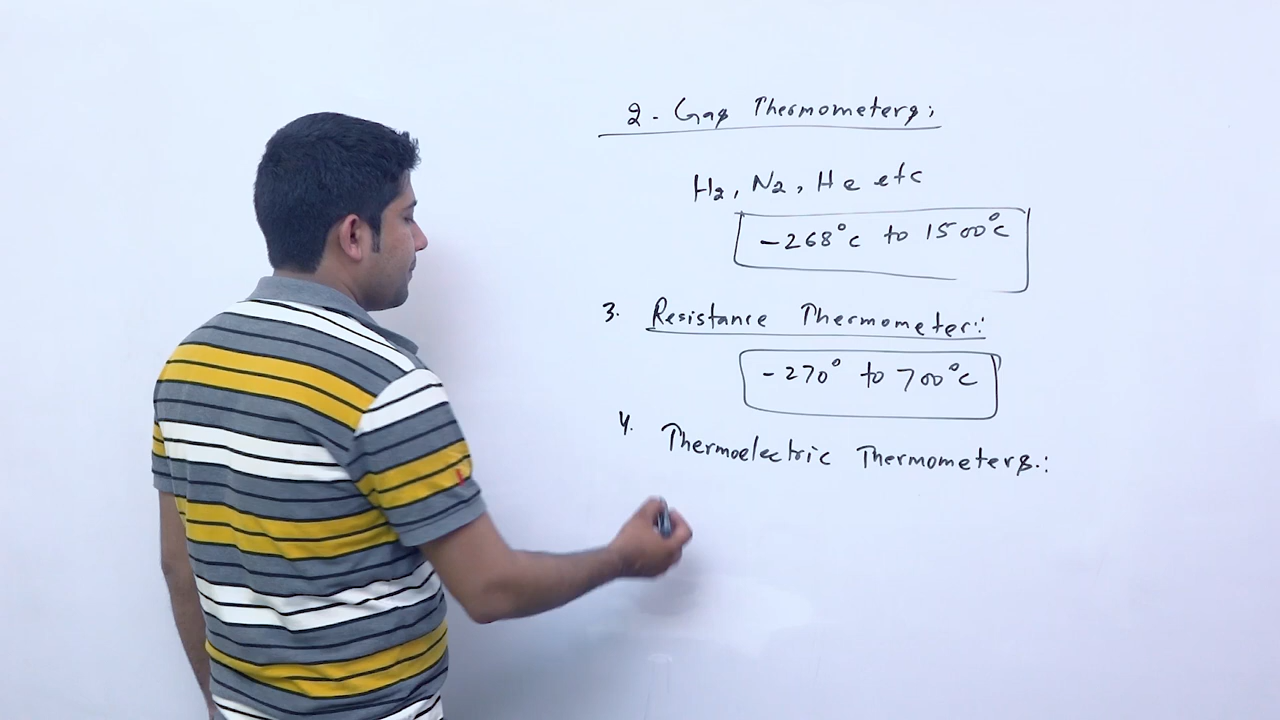 2. Gas Thermometers:
H2, N2, He etc
-268°c to 1500°c
3. Resistance Thermometer::
-270° to 700°c
4. Thermoelectric Thermometers.: